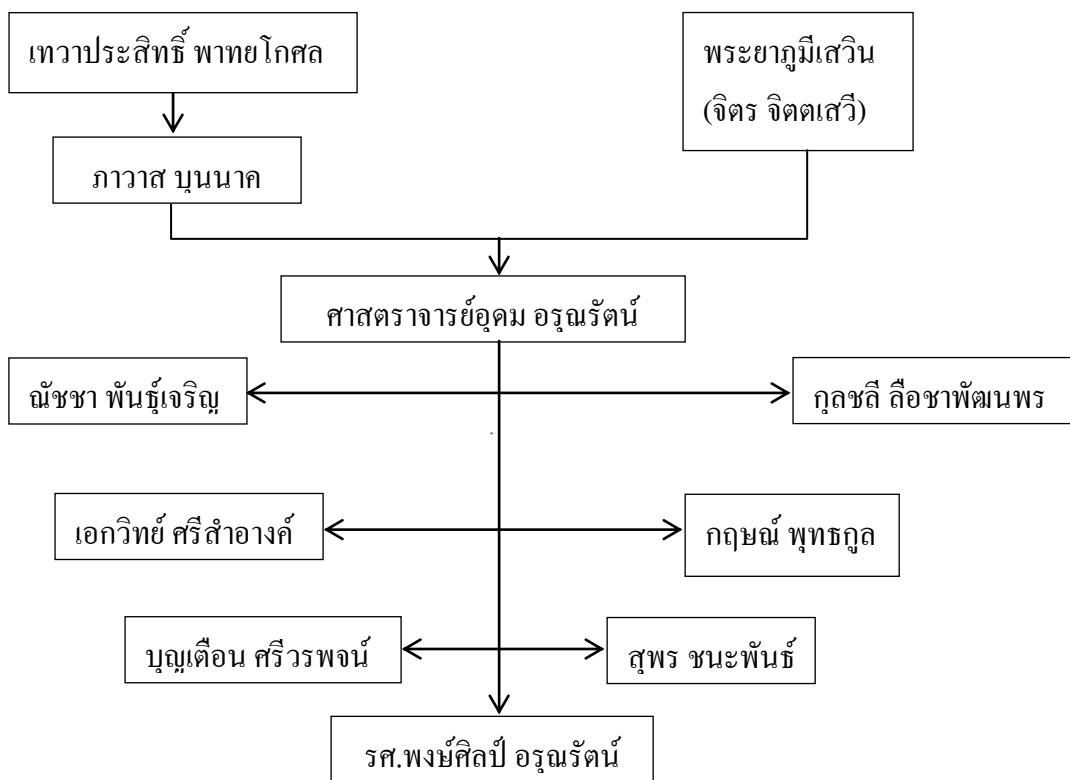 เทวาประสิทธิ์ พาทยโกศล
พระยาภูมีเสวิน
(จิตร จิตตเสวี)
ภาวาส บุนนาค
ศาสตราจารย์อุดม อรุณรัตน์
ณัชชา พันธุ์เจริญ
กุลชลี ลือชาพัฒนพร
เอกวิทย์ ศรีสำอางค์
กฤษณ์ พุทธกูล
บุญเตือน ศรีวรพจน์
สุพร ชนะพันธ์
รศ.พงษ์ศิลป์ อรุณรัตน์